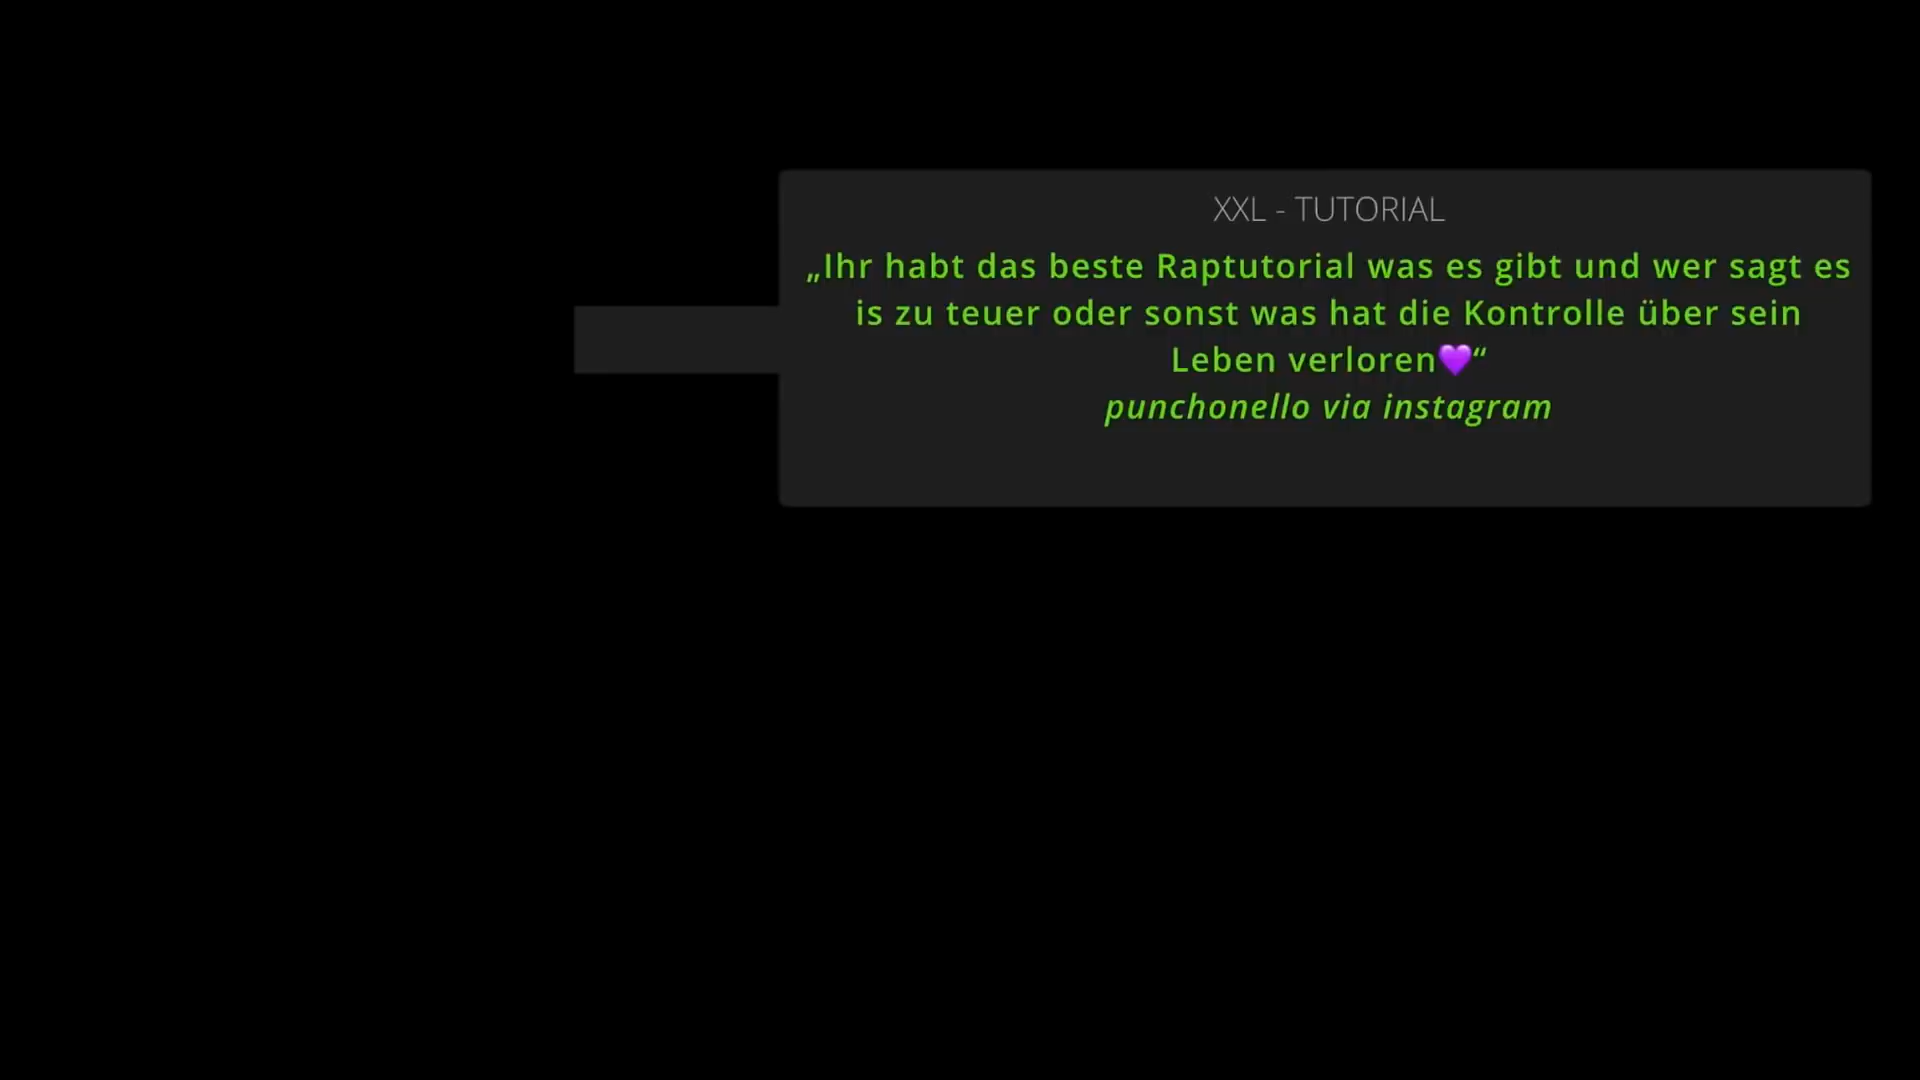 XXL - TUTORIAL
„Ihr habt das beste Raptutorial was es gibt und wer sagt es
is zu teuer oder sonst was hat die Kontrolle über sein
Leben verloren💜“
punchonello via instagram